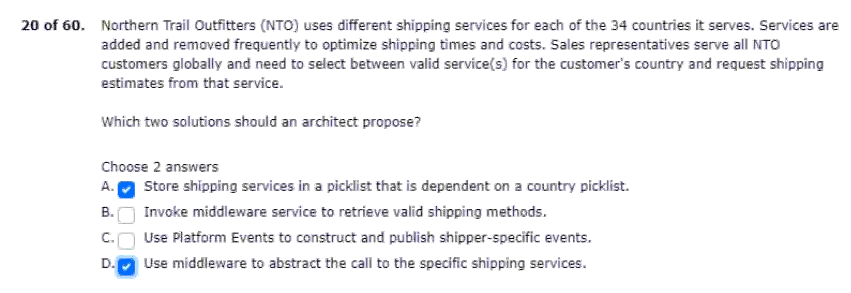 20 of 60. Northern Trail Outfitters (NTO) uses different shipping services for each of the 34 countries it serves. Services are
added and removed frequently to optimize shipping times and costs. Sales representatives serve all NTO
customers globally and need to select between valid service(s) for the customer's country and request shipping
estimates from that service.
Which two solutions should an architect propose?
Choose 2 answers
A. Store shipping services in a picklist that is dependent on a country picklist.
B. Invoke middleware service to retrieve valid shipping methods.
C. Use Platform Events to construct and publish shipper-specific events.
D. Use middleware to abstract the call to the specific shipping services.